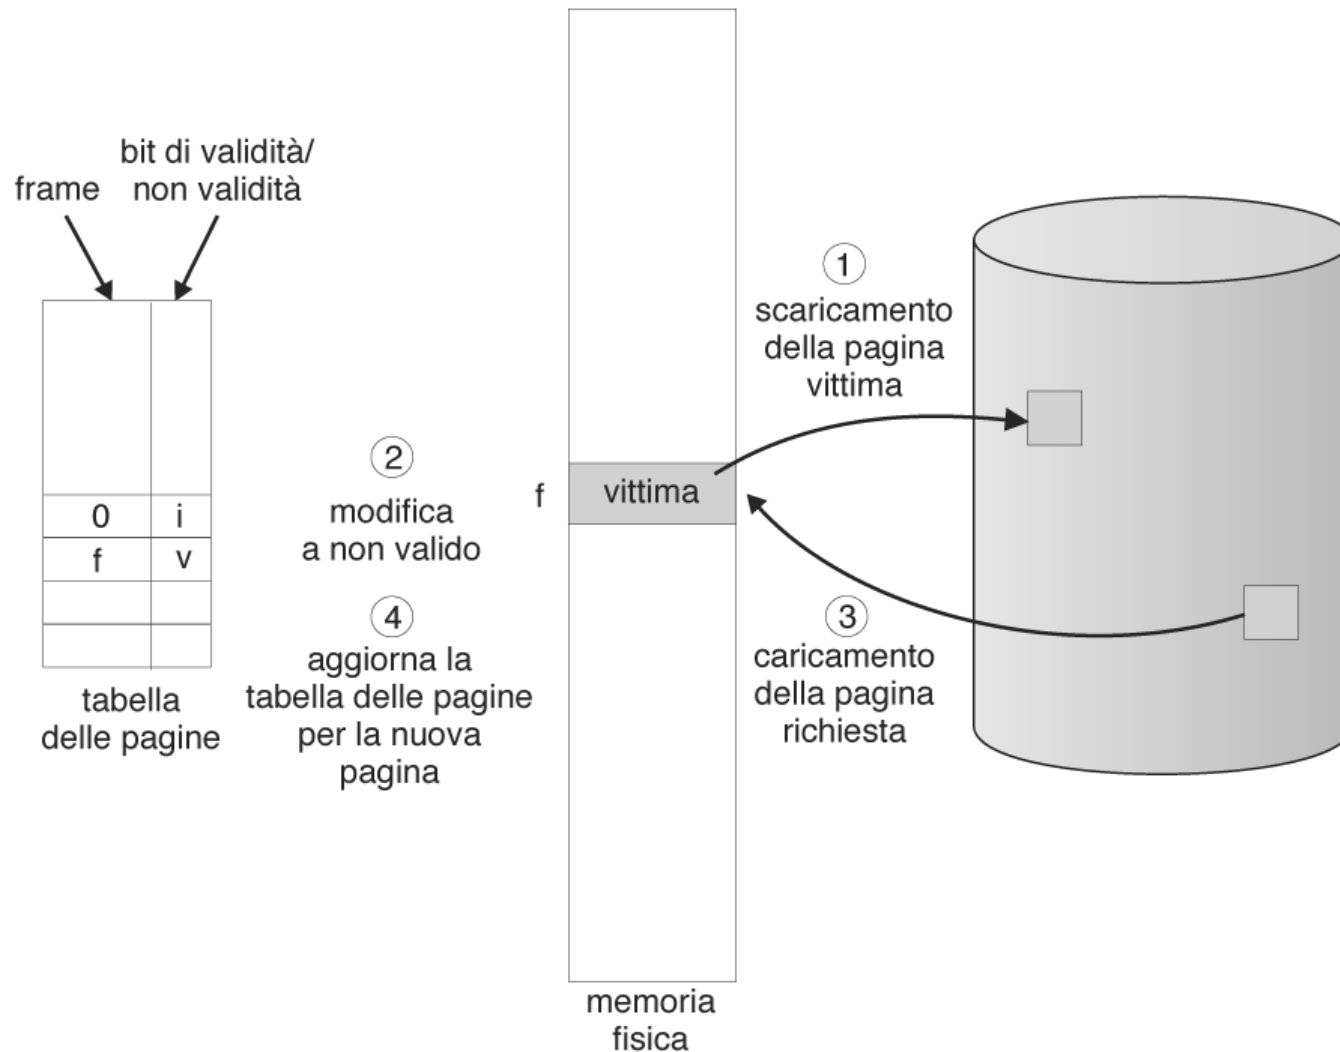 bit di validità/
non validità
frame
0 i
f v
tabella
delle pagine
2
modifica
a non valido
4
aggiorna la
tabella delle pagine
per la nuova
pagina
f
vittima
memoria
fisica
1
scaricamento
della pagina
vittima
3
caricamento
della pagina
richiesta